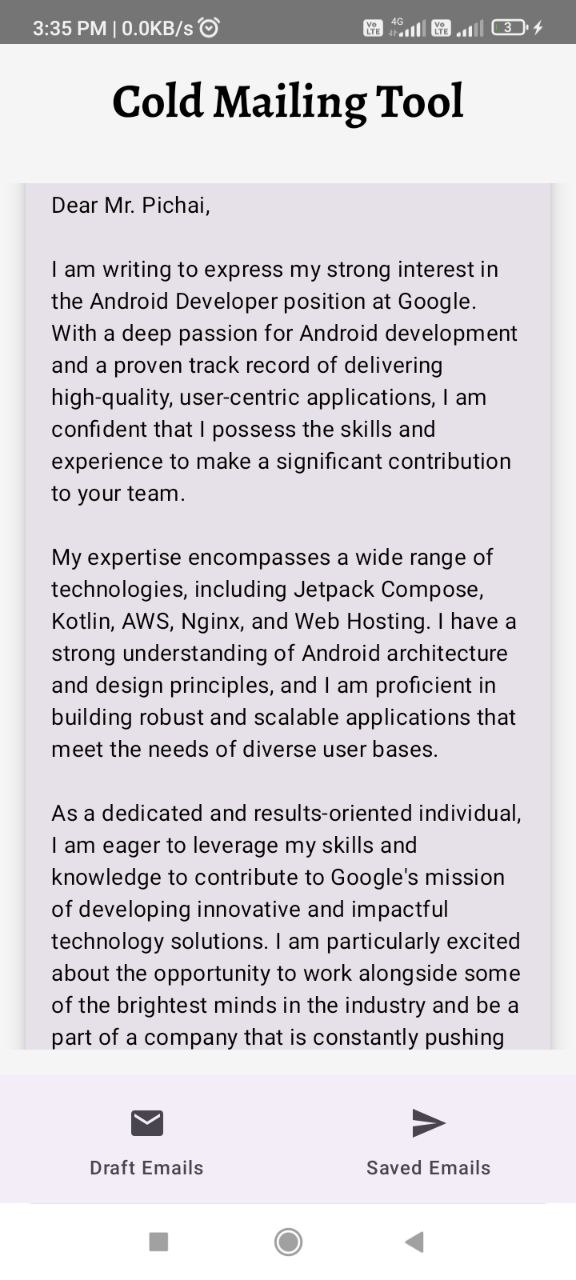 3:35 PM | 0.0KB/s
Vo LTE 4G Vo LTE 3
Cold Mailing Tool
Dear Mr. Pichai,
I am writing to express my strong interest in
the Android Developer position at Google.
With a deep passion for Android development
and a proven track record of delivering
high-quality, user-centric applications, I am
confident that I possess the skills and
experience to make a significant contribution
to your team.
My expertise encompasses a wide range of
technologies, including Jetpack Compose,
Kotlin, AWS, Nginx, and Web Hosting. I have a
strong understanding of Android architecture
and design principles, and I am proficient in
building robust and scalable applications that
meet the needs of diverse user bases.
As a dedicated and results-oriented individual,
I am eager to leverage my skills and
knowledge to contribute to Google's mission
of developing innovative and impactful
technology solutions. I am particularly excited
about the opportunity to work alongside some
of the brightest minds in the industry and be a
part of a company that is constantly pushing
Draft Emails
Saved Emails